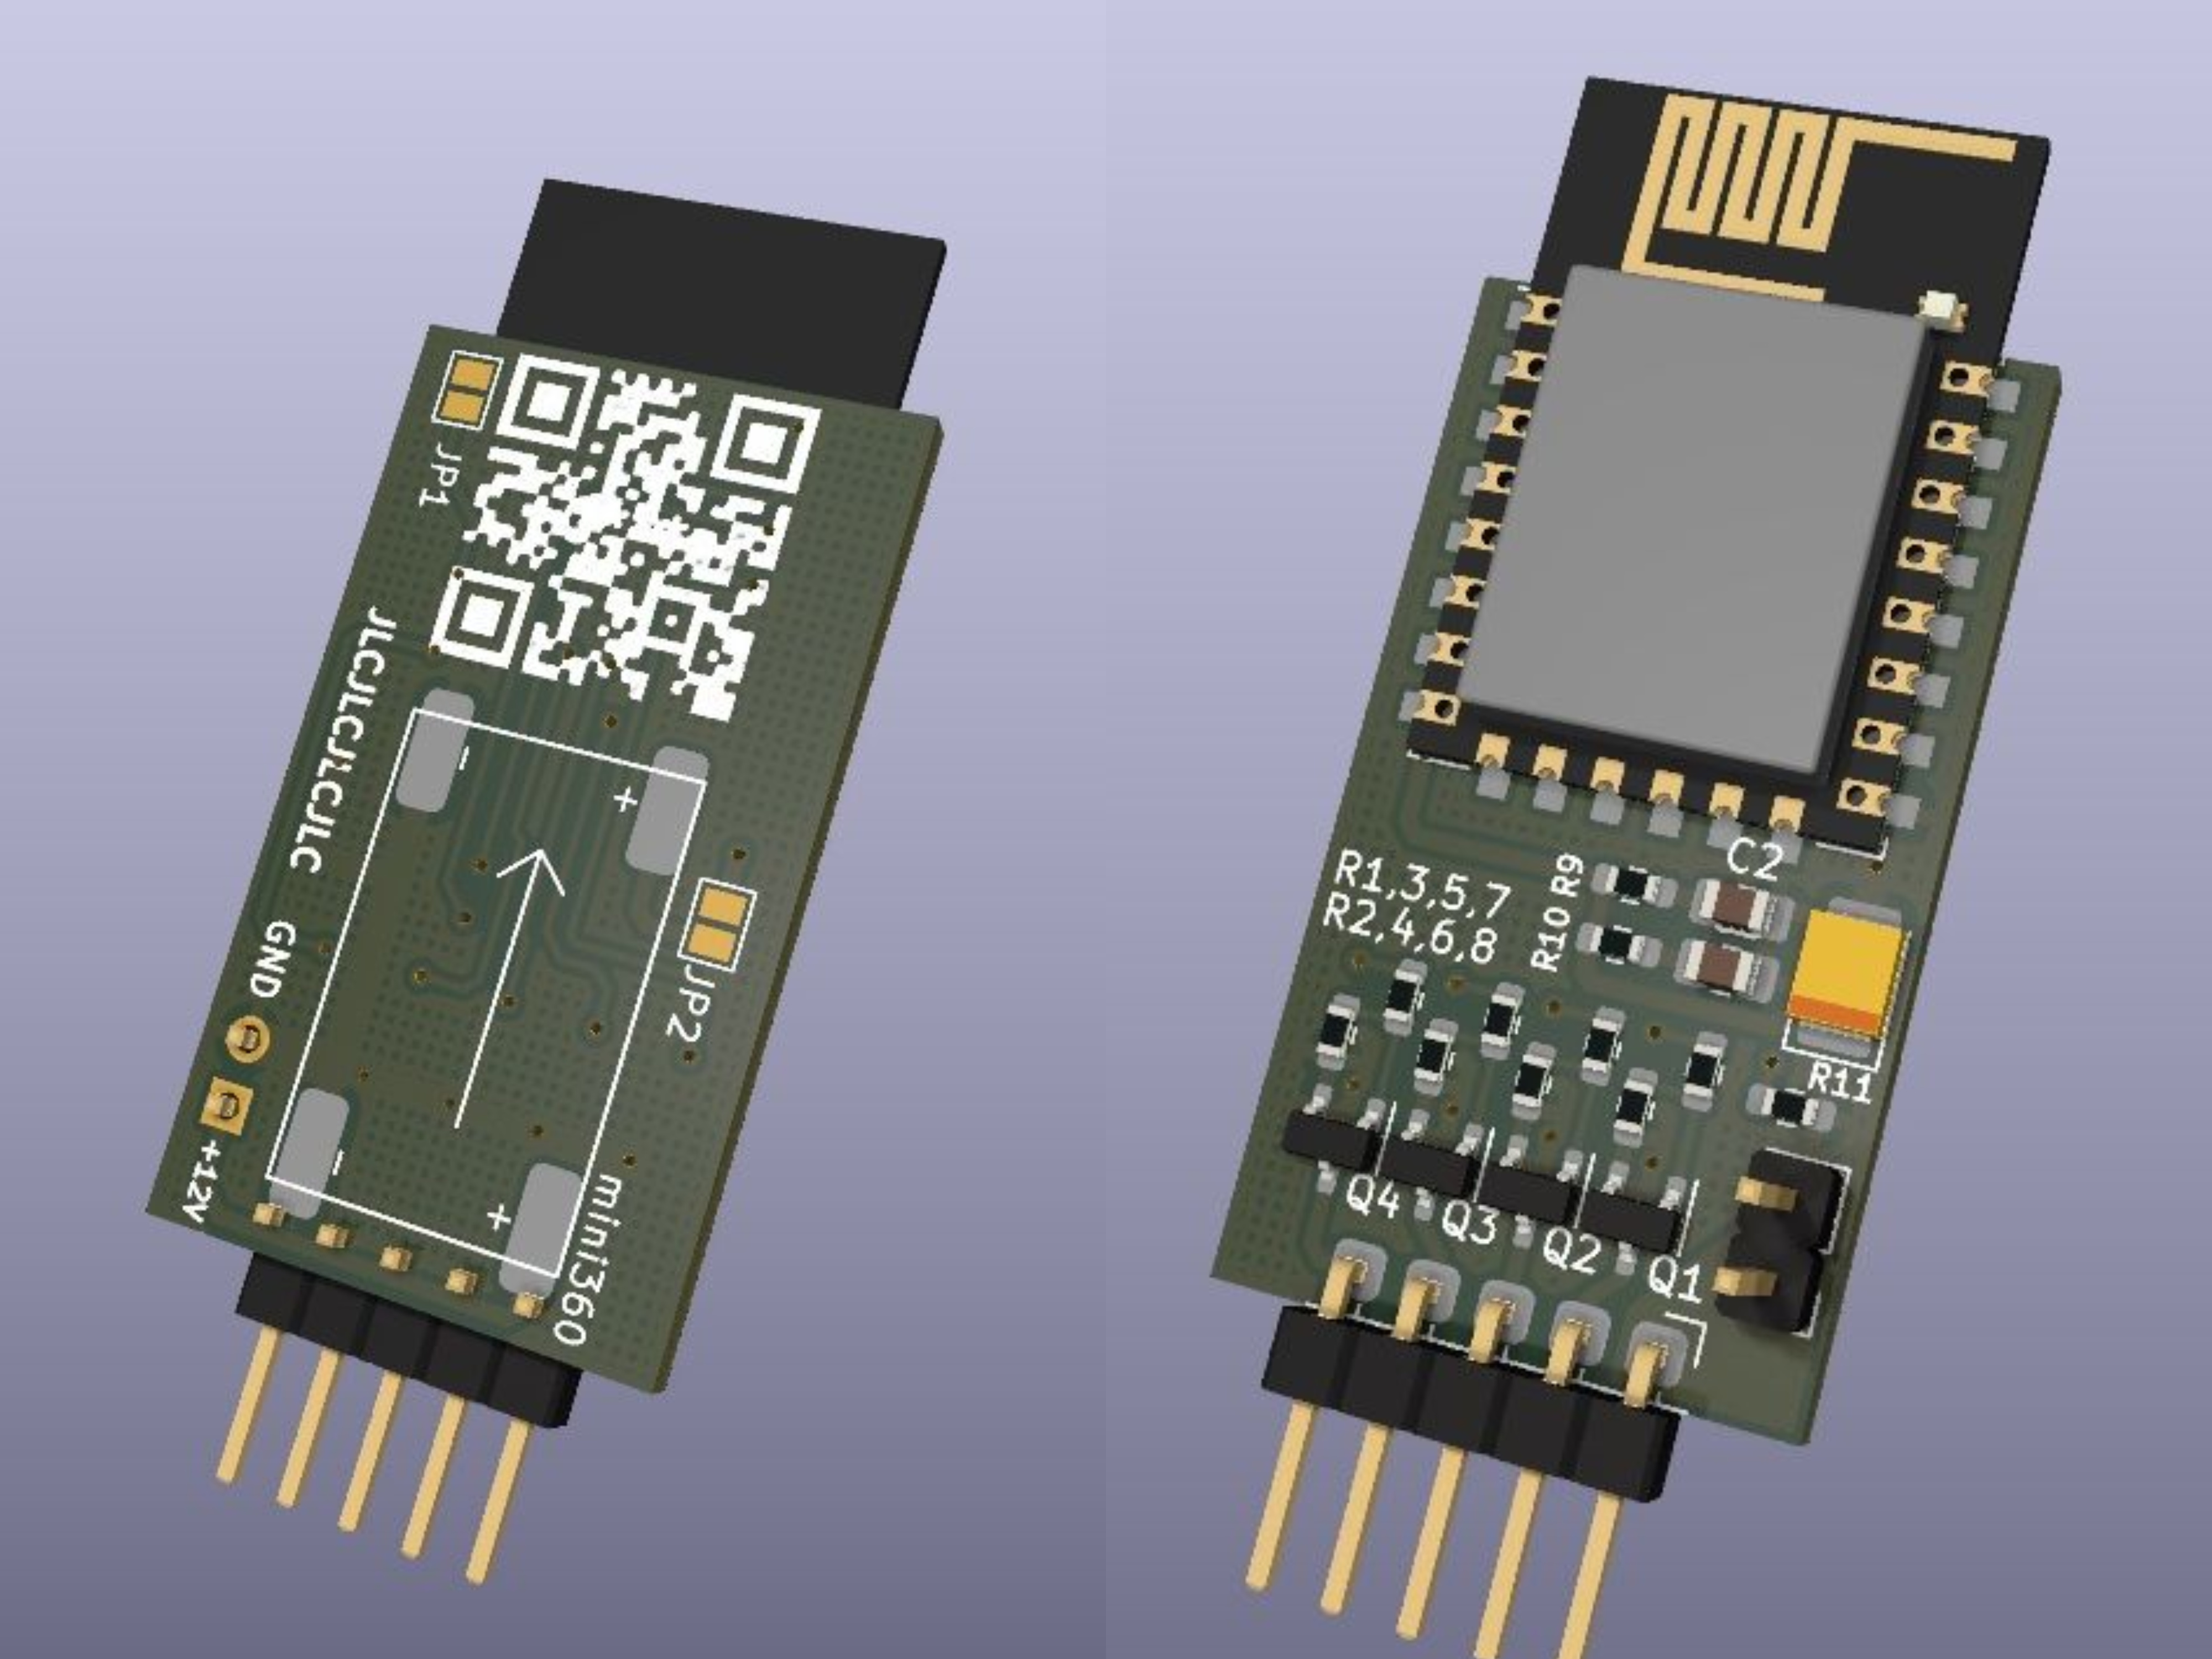 JP1
JLCJLCJLCJLC
GND
+12V
-
+
-
+
JP2
mini360
C2
R1,3,5,7
R2,4,6,8
R9
R10
R11
Q4
Q3
Q2
Q1